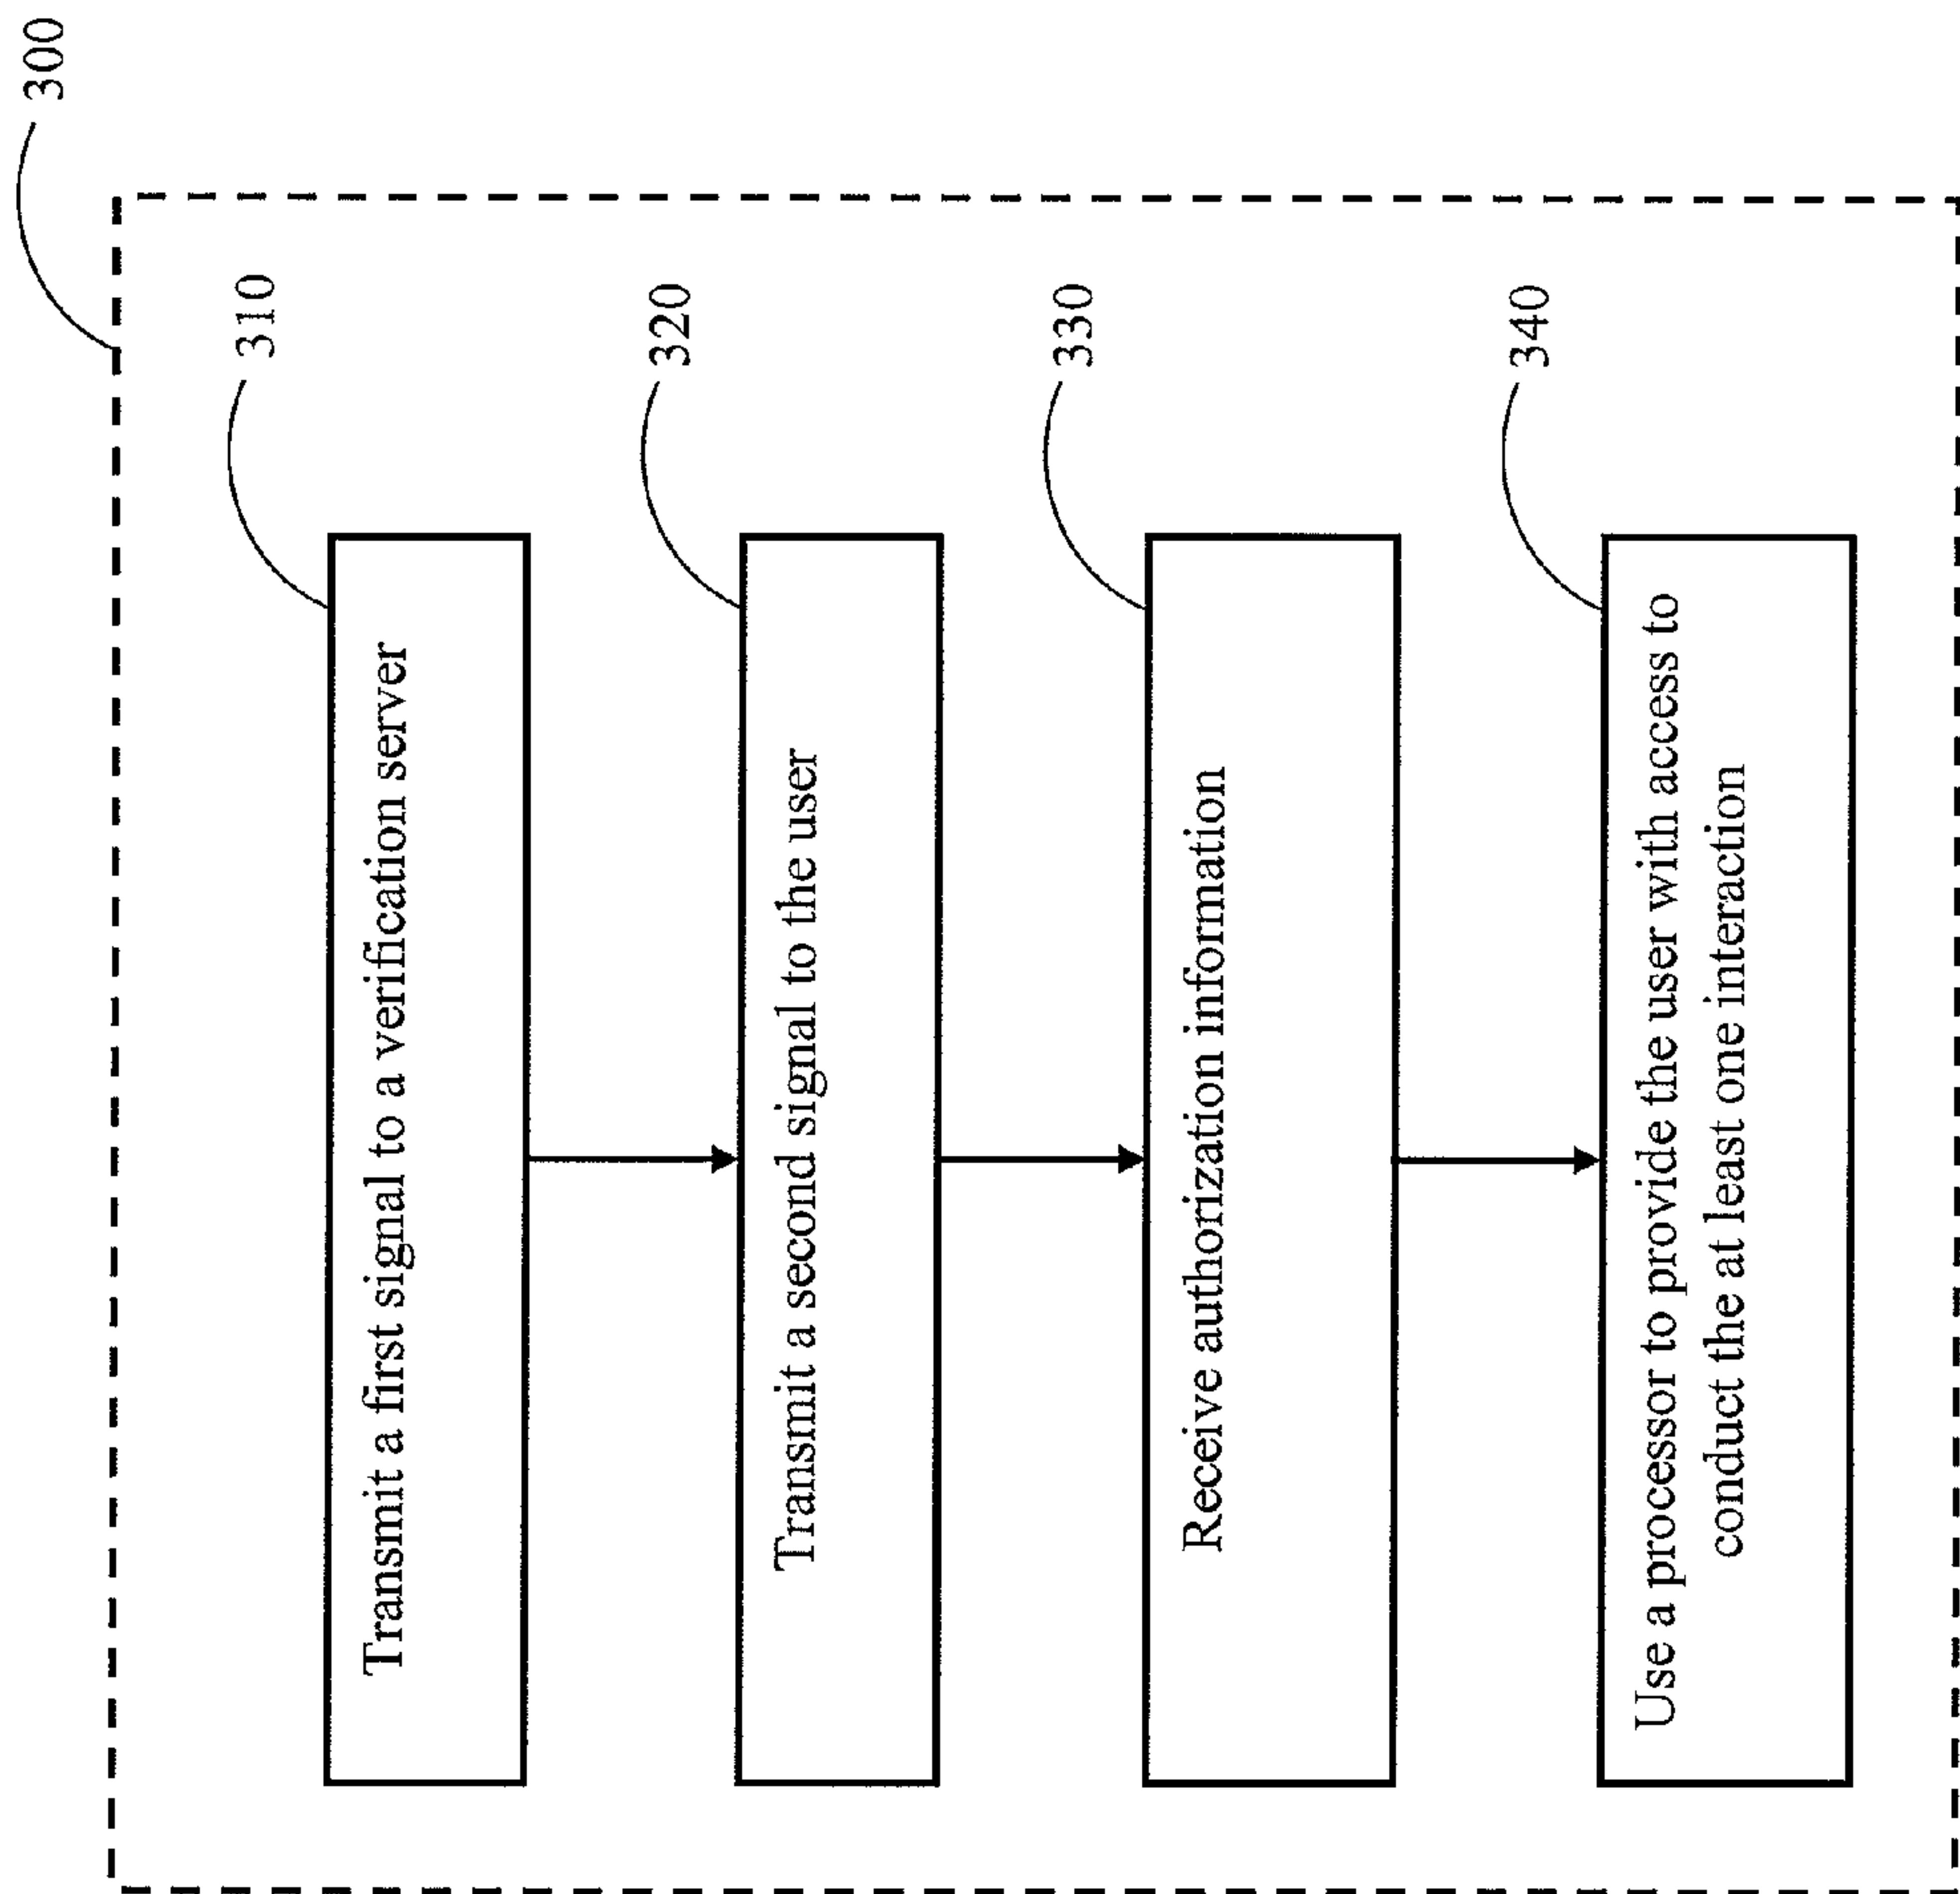 300
310
Transmit a first signal to a verification server
320
Transmit a second signal to the user
330
Receive authorization information
340
Use a processor to provide the user with access to
conduct the at least one interaction